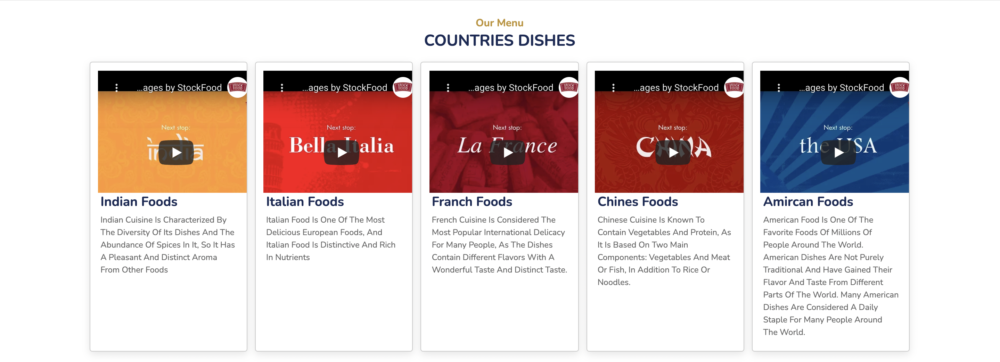 Our Menu
COUNTRIES DISHES
...ages by StockFood
STOCK
FOOD
Next stop:
india
Indian Foods
Indian Cuisine Is Characterized By
The Diversity Of Its Dishes And The
Abundance Of Spices In It, So It Has
A Pleasant And Distinct Aroma
From Other Foods
...ages by StockFood
STOCK
FOOD
Next stop:
Bella Italia
Italian Foods
Italian Food Is One Of The Most
Delicious European Foods, And
Italian Food Is Distinctive And Rich
In Nutrients
...ages by StockFood
STOCK
FOOD
Next stop:
La France
Franch Foods
French Cuisine Is Considered The
Most Popular International Delicacy
For Many People, As The Dishes
Contain Different Flavors With A
Wonderful Taste And Distinct Taste.
...ages by StockFood
STOCK
FOOD
Next stop:
CHINA
Chines Foods
Chinese Cuisine Is Known To
Contain Vegetables And Protein, As
It Is Based On Two Main
Components: Vegetables And Meat
Or Fish, In Addition To Rice Or
Noodles.
...ages by StockFood
STOCK
FOOD
Next stop:
the USA
Amircan Foods
American Food Is One Of The
Favorite Foods Of Millions Of
People Around The World.
American Dishes Are Not Purely
Traditional And Have Gained Their
Flavor And Taste From Different
Parts Of The World. Many American
Dishes Are Considered A Daily
Staple For Many People Around
The World.